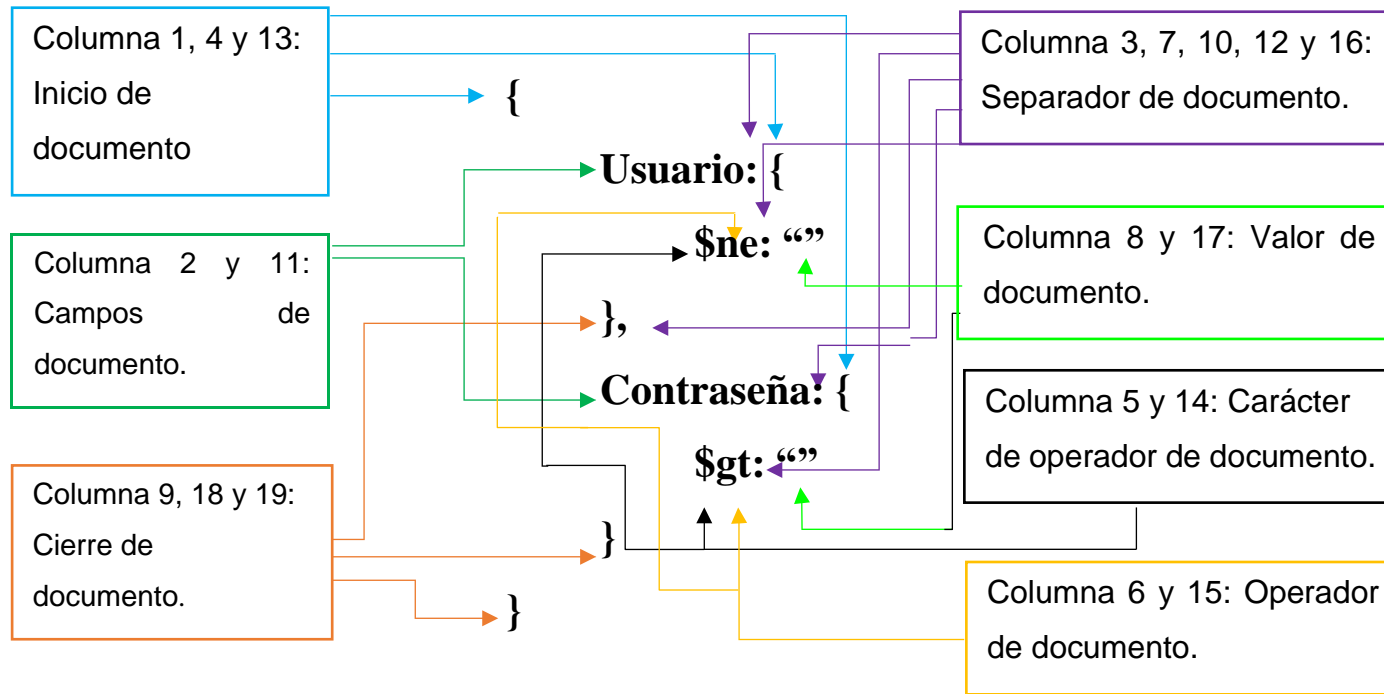 Columna 1, 4 y 13:
Inicio de
documento
Columna 2 y 11:
Campos de
documento.
Columna 9, 18 y 19:
Cierre de
documento.
{
Usuario: {
$ne: “”
},
Contraseña: {
$gt: “”
}
}
Columna 3, 7, 10, 12 y 16:
Separador de documento.
Columna 8 y 17: Valor de
documento.
Columna 5 y 14: Carácter
de operador de documento.
Columna 6 y 15: Operador
de documento.